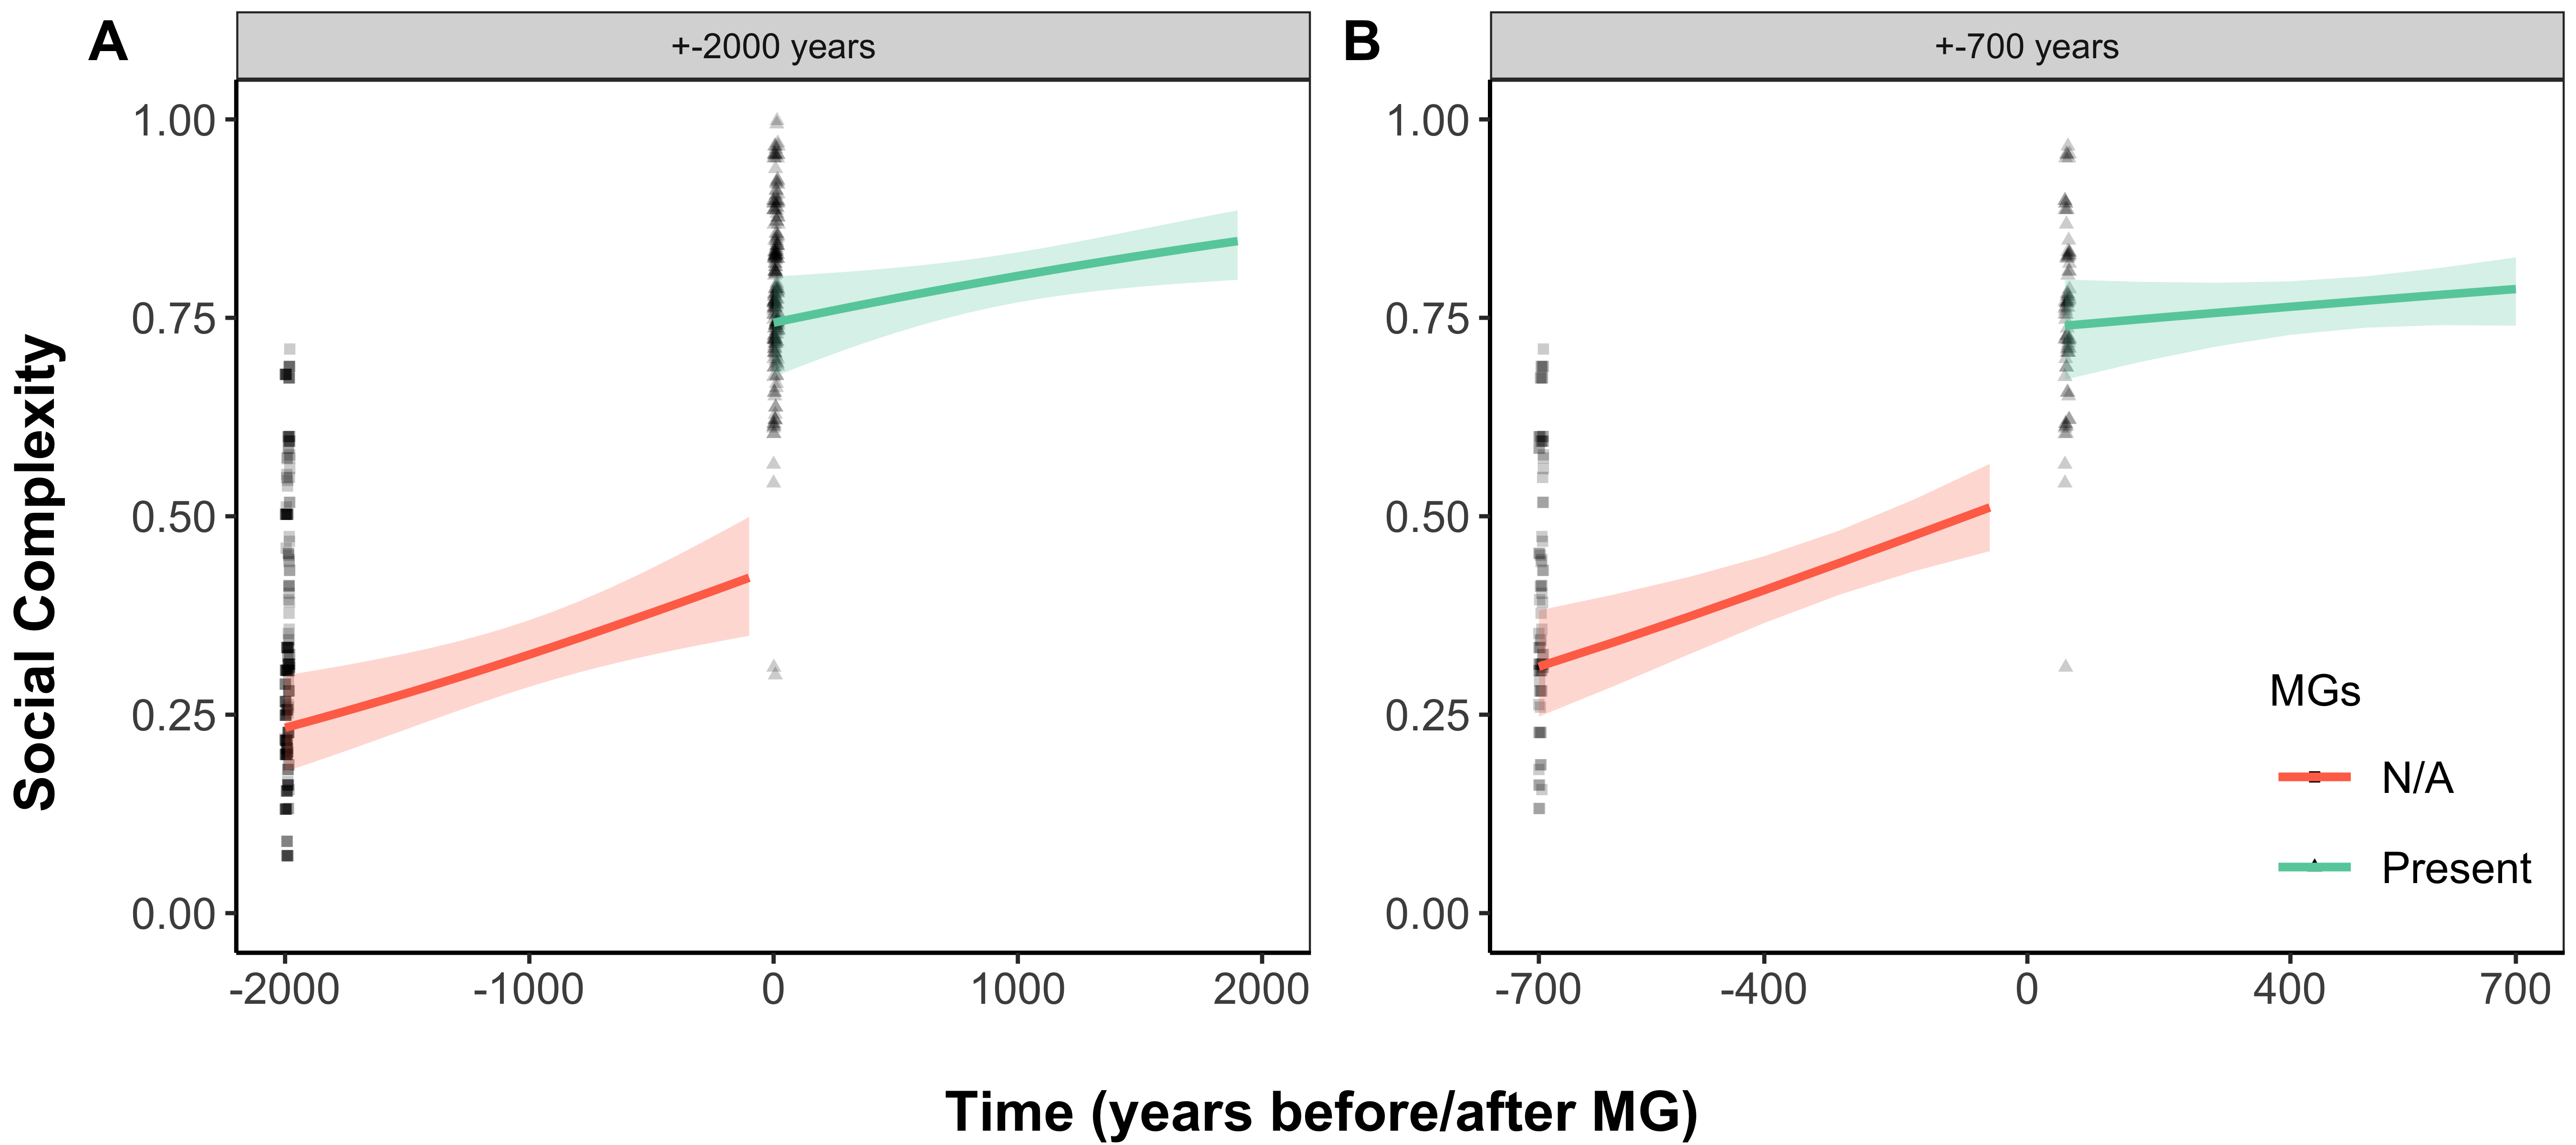 A
+-2000 years
B
+-700 years
Social Complexity
1.00
0.75
0.50
0.25
0.00
-2000
-1000
0
1000
2000
1.00
0.75
0.50
0.25
0.00
-700
-400
0
400
700
MGs
N/A
Present
Time (years before/after MG)